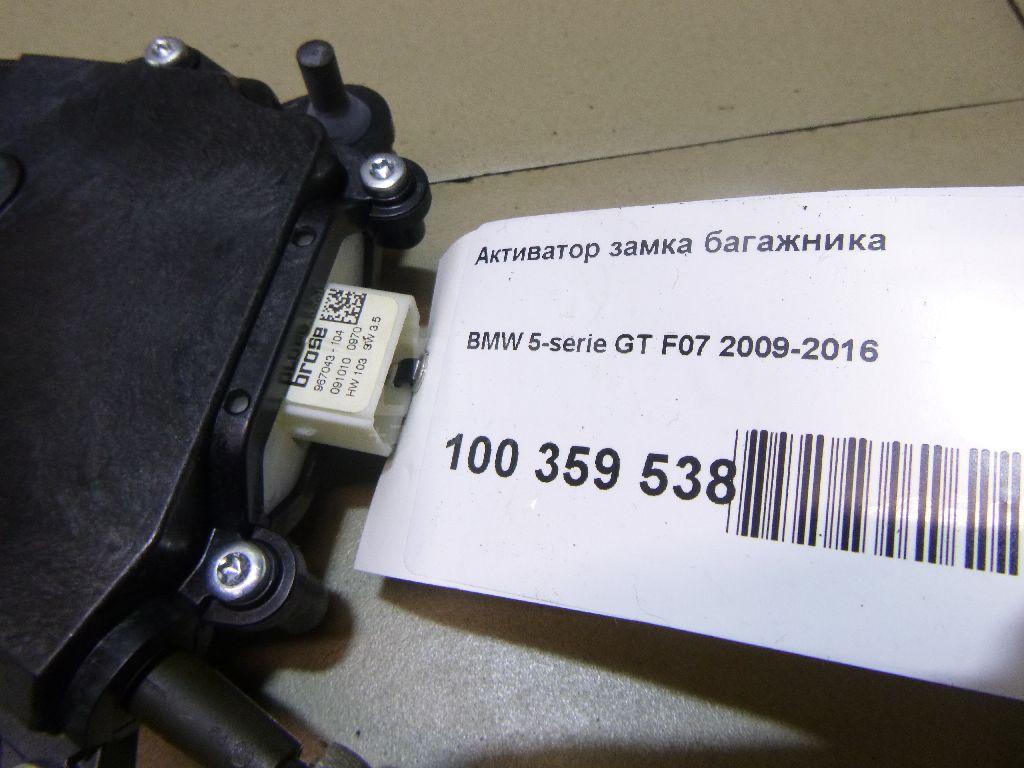 Активатор замка багажника
BMW 5-serie GT F07 2009-2016
100 359 538
brose
967043-104
091010 0970
HW 103 SW 3.5